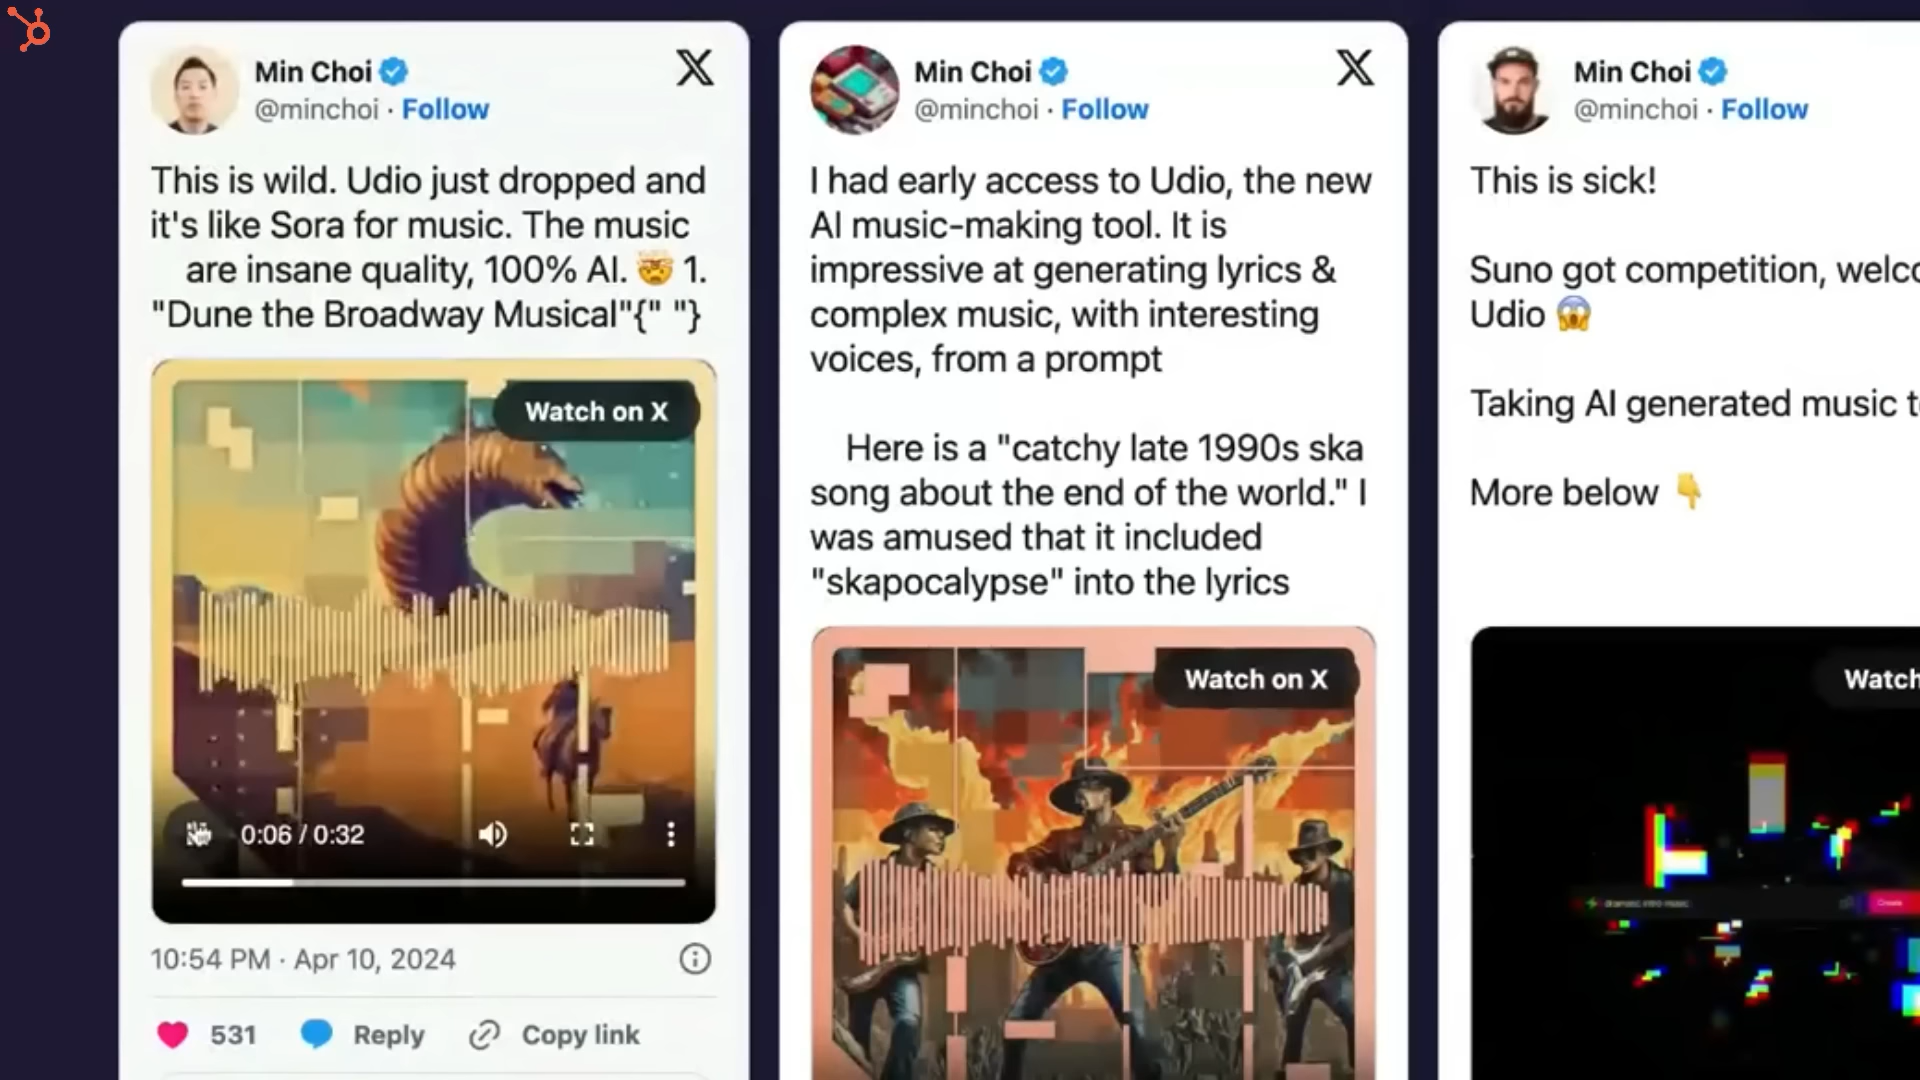 Min Choi
@minchoi · Follow
This is wild. Udio just dropped and
it's like Sora for music. The music
are insane quality, 100% AI. 🤯 1.
"Dune the Broadway Musical"{" "}
Watch on X
0:06 / 0:32
10:54 PM · Apr 10, 2024
531
Reply
Copy link
X
Min Choi
@minchoi · Follow
I had early access to Udio, the new
AI music-making tool. It is
impressive at generating lyrics &
complex music, with interesting
voices, from a prompt
Here is a "catchy late 1990s ska
song about the end of the world." I
was amused that it included
"skapocalypse" into the lyrics
Watch on X
X
Min Choi
@minchoi · Follow
This is sick!
Suno got competition, welco
Udio 😱
Taking AI generated music t
More below 👇
Watch
dramatic intro music
Create